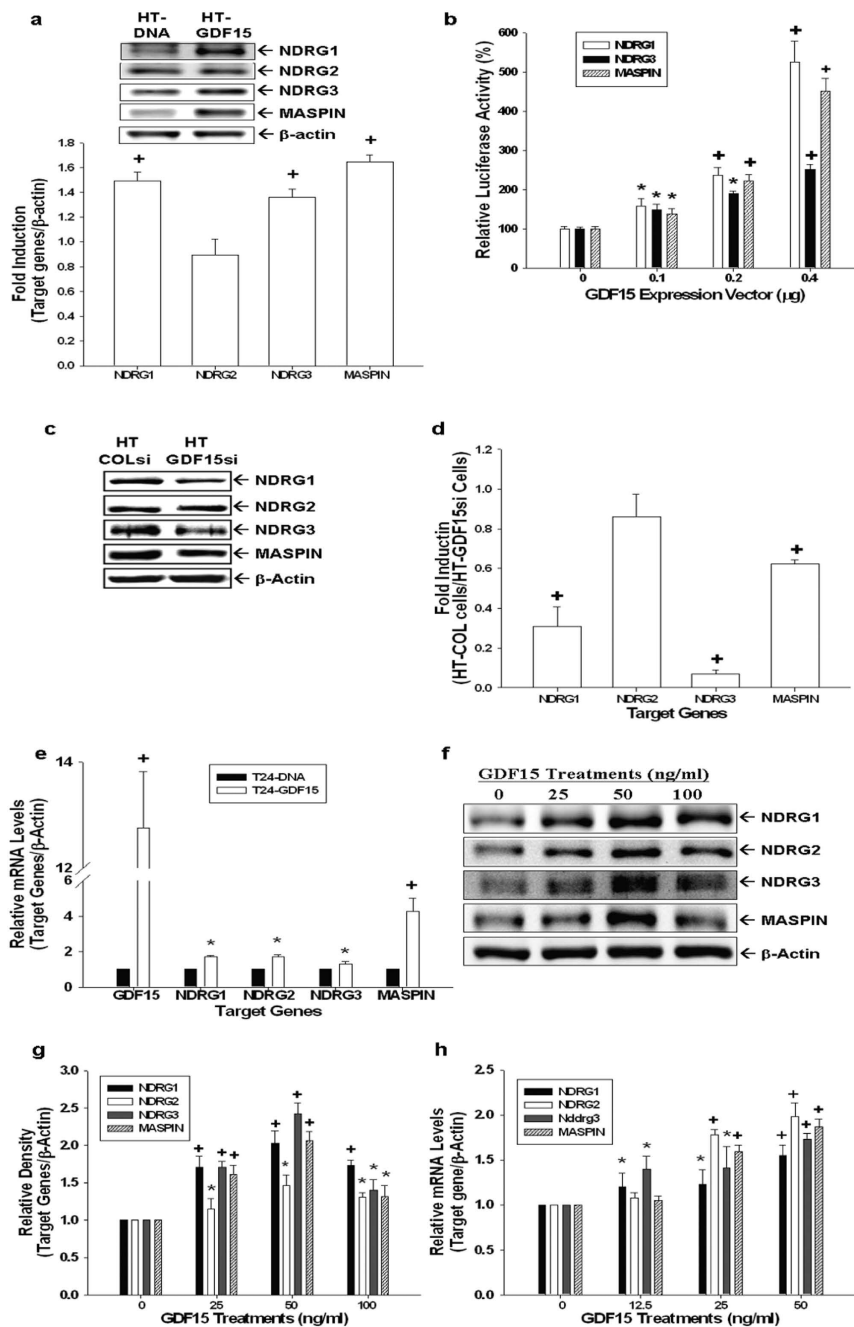 a
HT-
DNA
HT-
GDF15
← NDRG1
← NDRG2
← NDRG3
← MASPIN
← β-actin
Fold Induction
(Target genes/β-actin)
1.8
1.6
1.4
1.2
1.0
0.8
0.6
0.4
0.2
0.0
+
+
+
NDRG1 NDRG2 NDRG3 MASPIN
b
Relative Luciferase Activity (%)
600
500
400
300
200
100
0
NDRG1
NDRG3
MASPIN
* * *
+ * +
+ + +
0 0.1 0.2 0.4
GDF15 Expression Vector (μg)
c
HT
COLsi
HT
GDF15si
← NDRG1
← NDRG2
← NDRG3
← MASPIN
← β-Actin
d
Fold Inductin
(HT-COL cells/HT-GDF15si Cells)
1.2
1.0
0.8
0.6
0.4
0.2
0.0
+
+
+
NDRG1 NDRG2 NDRG3 MASPIN
Target Genes
e
Relative mRNA Levels
(Target Genes/β-Actin)
14
12
6
4
2
0
T24-DNA
T24-GDF15
+ * * * +
GDF15 NDRG1 NDRG2 NDRG3 MASPIN
Target Genes
f
GDF15 Treatments (ng/ml)
0 25 50 100
← NDRG1
← NDRG2
← NDRG3
← MASPIN
← β-Actin
g
Relative Density
(Target Genes/β-Actin)
3.0
2.5
2.0
1.5
1.0
0.5
0.0
NDRG1
NDRG2
NDRG3
MASPIN
+ * + +
+ * + +
+ * * *
0 25 50 100
GDF15 Treatments (ng/ml)
h
Relative mRNA Levels
(Target gene/β-Actin)
2.5
2.0
1.5
1.0
0.5
0.0
NDRG1
NDRG2
Nddrg3
MASPIN
* *
* + * +
+ + + +
0 12.5 25 50
GDF15 Treatments (ng/ml)